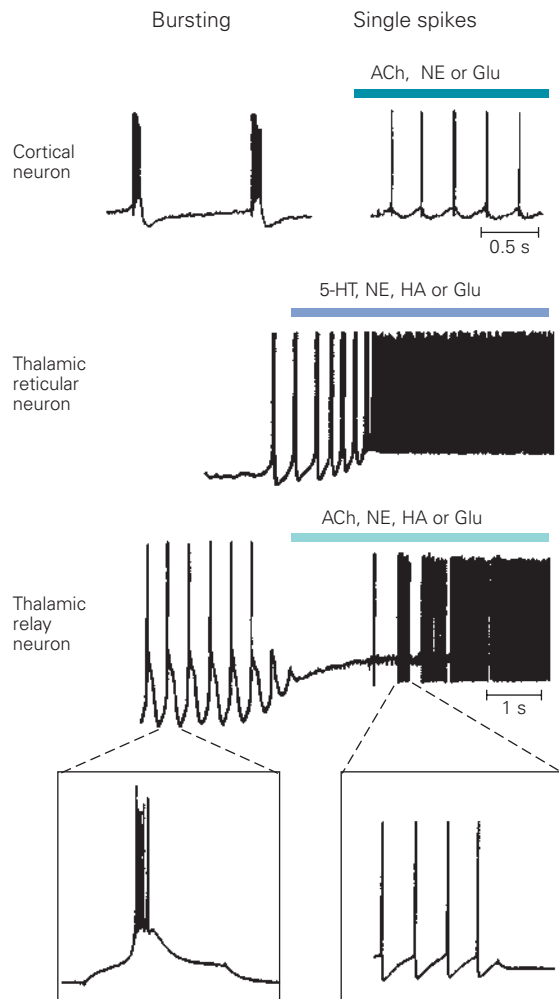 Bursting
Single spikes
ACh, NE or Glu
Cortical
neuron
0.5 s
5-HT, NE, HA or Glu
Thalamic
reticular
neuron
ACh, NE, HA or Glu
Thalamic
relay
neuron
1 s